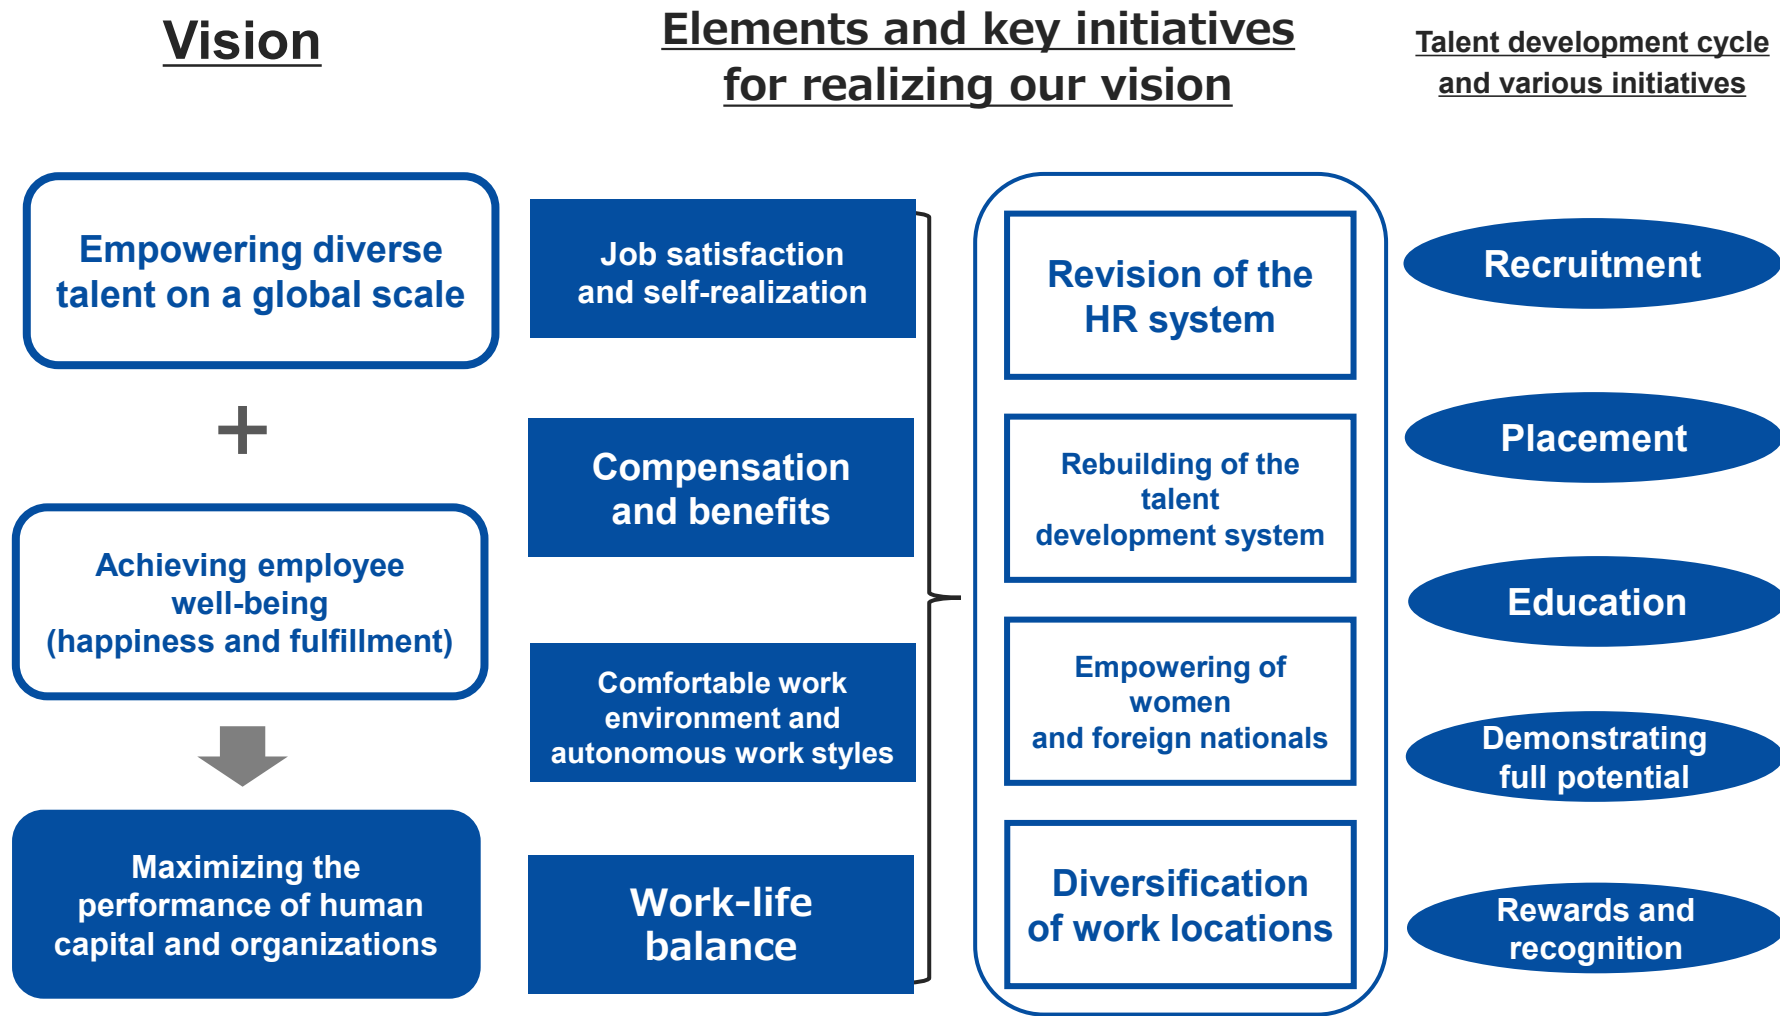 Vision
Elements and key initiatives
for realizing our vision
Talent development cycle
and various initiatives
Empowering diverse
talent on a global scale
+
Achieving employee
well-being
(happiness and fulfillment)
Maximizing the
performance of human
capital and organizations
Job satisfaction
and self-realization
Compensation
and benefits
Comfortable work
environment and
autonomous work styles
Work-life
balance
Revision of the
HR system
Rebuilding of the
talent
development system
Empowering of
women
and foreign nationals
Diversification
of work locations
Recruitment
Placement
Education
Demonstrating
full potential
Rewards and
recognition